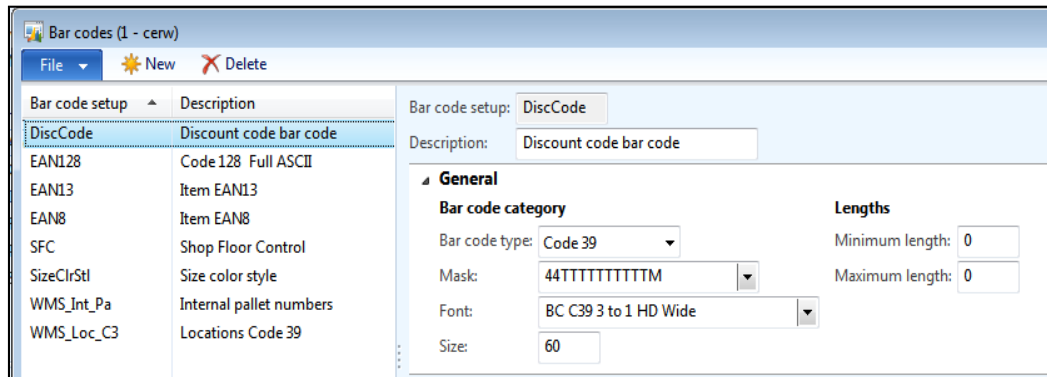 Bar codes (1 - cerw)
File New Delete
Bar code setup Description
DiscCode Discount code bar code
EAN128 Code 128 Full ASCII
EAN13 Item EAN13
EAN8 Item EAN8
SFC Shop Floor Control
SizeClrStl Size color style
WMS_Int_Pa Internal pallet numbers
WMS_Loc_C3 Locations Code 39
Bar code setup: DiscCode
Description: Discount code bar code
General
Bar code category
Bar code type: Code 39
Mask: 44TTTTTTTTTTM
Font: BC C39 3 to 1 HD Wide
Size: 60
Lengths
Minimum length: 0
Maximum length: 0